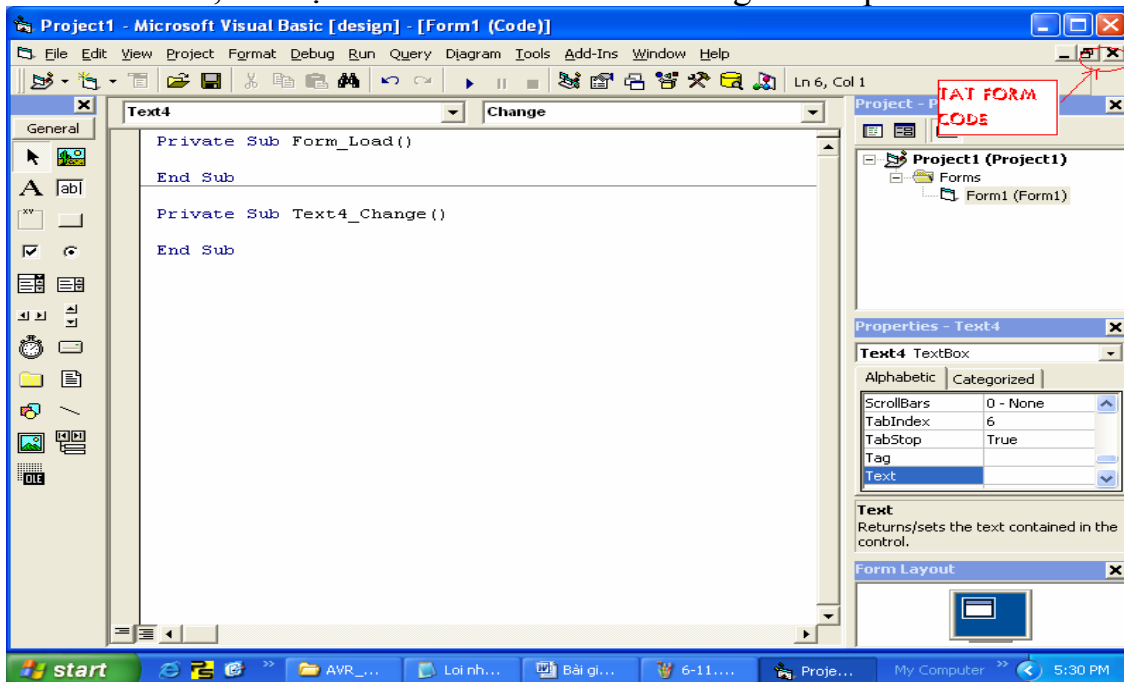 Project1 - Microsoft Visual Basic [design] - [Form1 (Code)]
File Edit View Project Format Debug Run Query Diagram Tools Add-Ins Window Help
Ln 6, Col 1
TAT FORM
CODE
General
Text4
Change
Private Sub Form_Load()
End Sub
Private Sub Text4_Change()
End Sub
A
abl
xv
OLE
Project - P
Project1 (Project1)
Forms
Form1 (Form1)
Properties - Text4
Text4 TextBox
Alphabetic Categorized
ScrollBars 0 - None
TabIndex 6
TabStop True
Tag
Text
Text
Returns/sets the text contained in the
control.
Form Layout
start
AVR_...
Loi nh...
Bài gi...
6-11....
Proje...
My Computer
5:30 PM